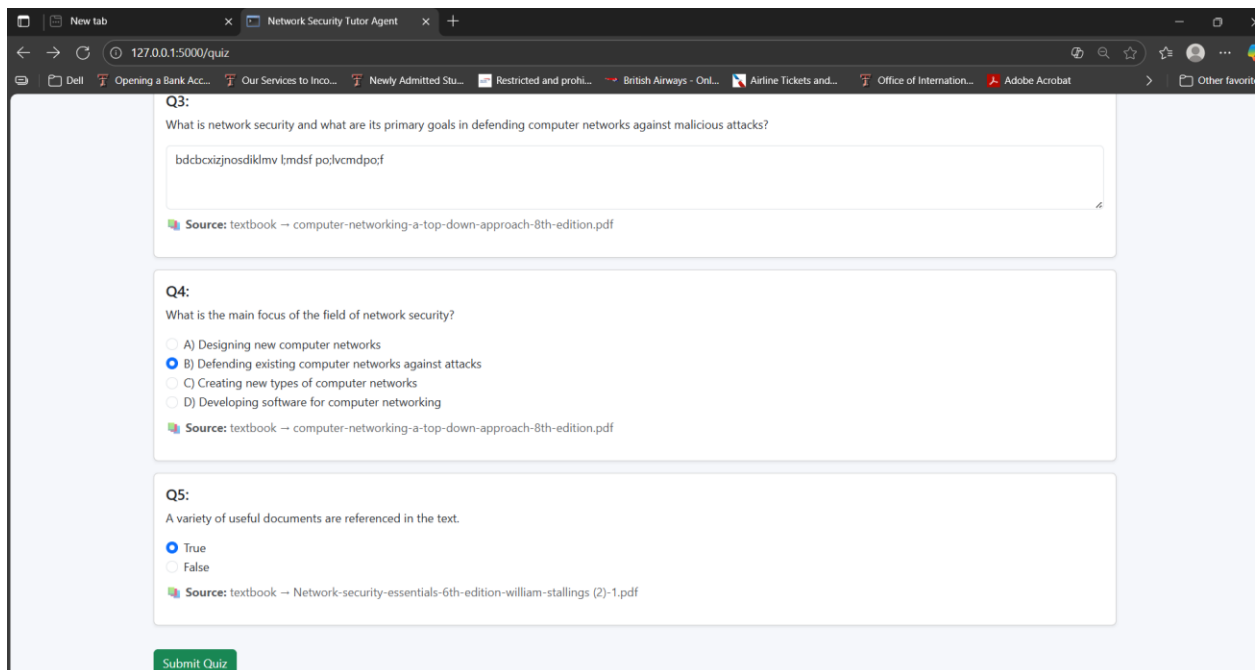 New tab
Network Security Tutor Agent
127.0.0.1:5000/quiz
Dell
Opening a Bank Acc...
Our Services to Inco...
Newly Admitted Stu...
Restricted and prohi...
British Airways - Onl...
Airline Tickets and...
Office of Internation...
Adobe Acrobat
Other favorit
Q3:
What is network security and what are its primary goals in defending computer networks against malicious attacks?
bdcbcxizjnosdiklmv l;mdsf po;lvcmdpo;f
Source: textbook → computer-networking-a-top-down-approach-8th-edition.pdf
Q4:
What is the main focus of the field of network security?
A) Designing new computer networks
B) Defending existing computer networks against attacks
C) Creating new types of computer networks
D) Developing software for computer networking
Source: textbook → computer-networking-a-top-down-approach-8th-edition.pdf
Q5:
A variety of useful documents are referenced in the text.
True
False
Source: textbook → Network-security-essentials-6th-edition-william-stallings (2)-1.pdf
Submit Quiz